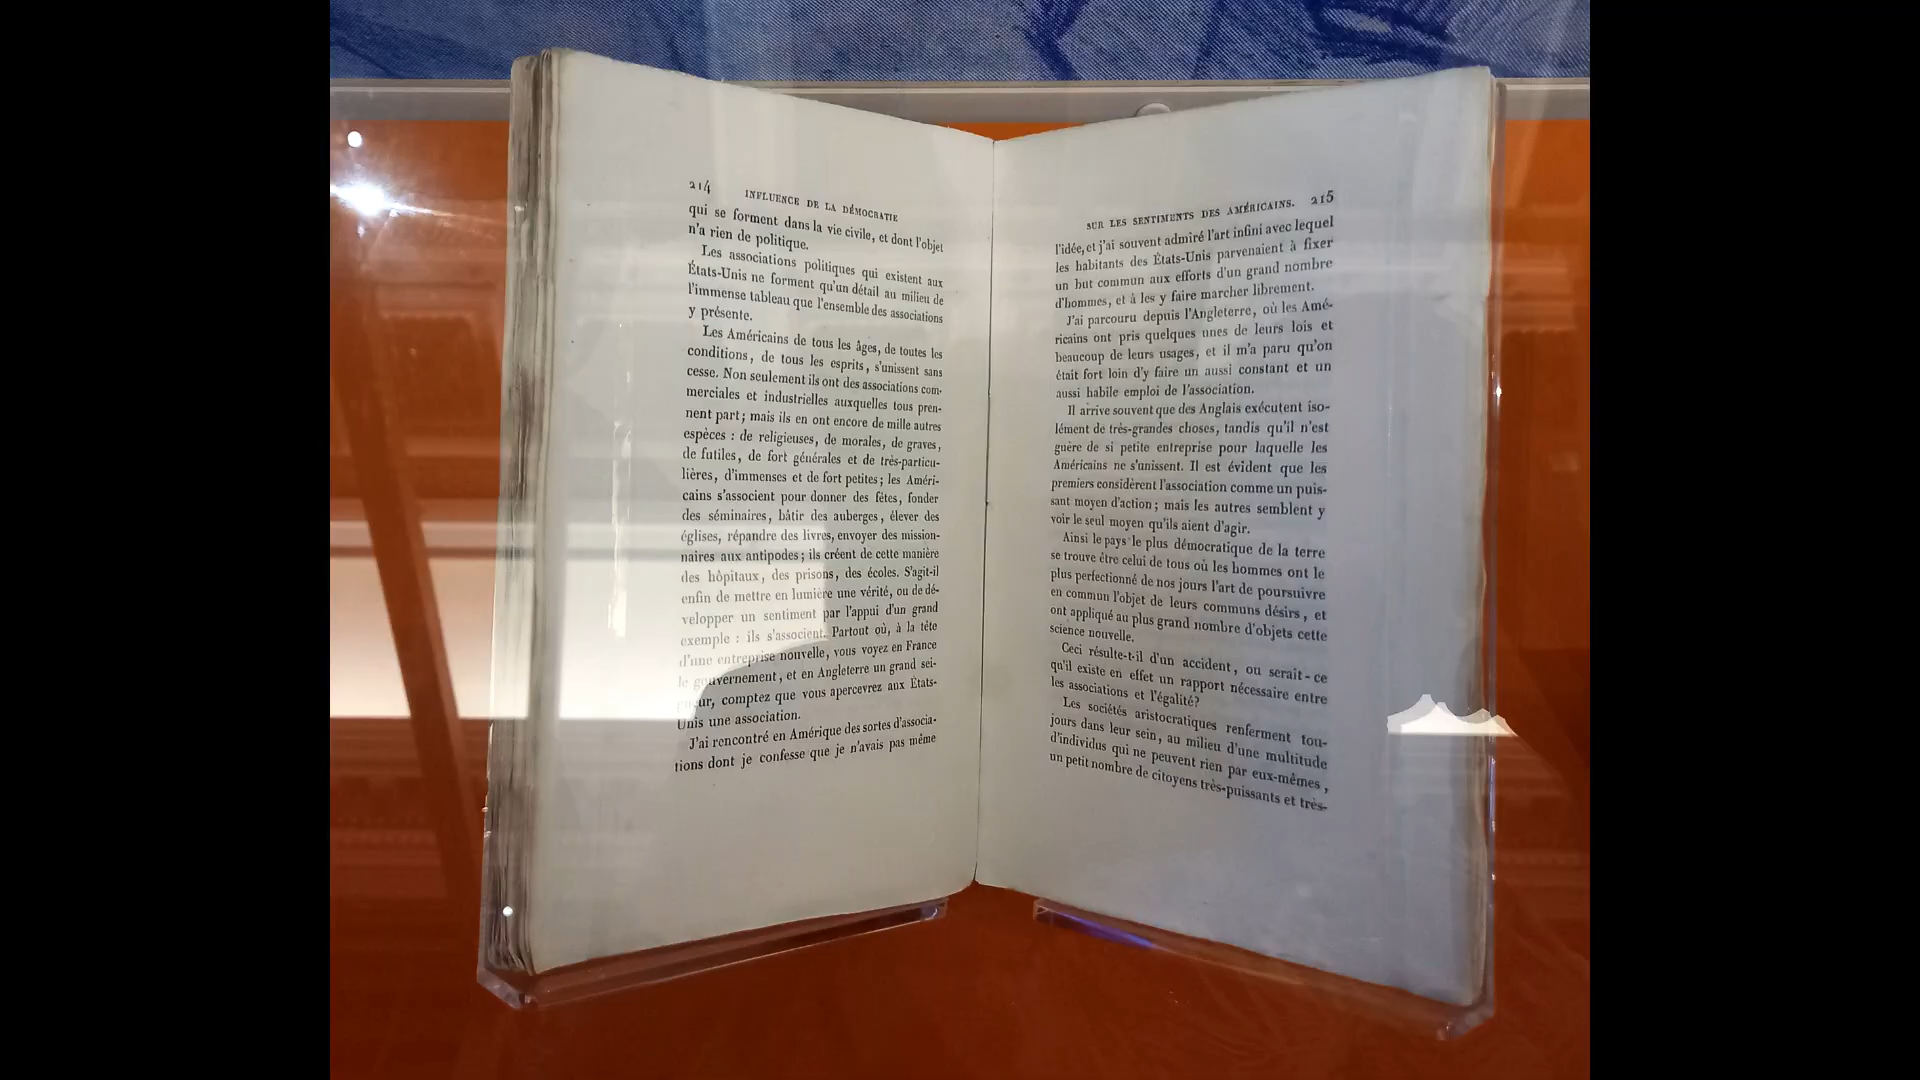 214 INFLUENCE DE LA DÉMOCRATIE
qui se forment dans la vie civile, et dont l'objet
n'a rien de politique.
Les associations politiques qui existent aux
États-Unis ne forment qu'un détail au milieu de
l'immense tableau que l'ensemble des associations
y présente.
Les Américains de tous les âges, de toutes les
conditions, de tous les esprits, s'unissent sans
cesse. Non seulement ils ont des associations com-
merciales et industrielles auxquelles tous pren-
nent part; mais ils en ont encore de mille autres
espèces : de religieuses, de morales, de graves,
de futiles, de fort générales et de très-particu-
lières, d'immenses et de fort petites; les Améri-
cains s'associent pour donner des fêtes, fonder
des séminaires, bâtir des auberges, élever des
églises, répandre des livres, envoyer des mission-
naires aux antipodes; ils créent de cette manière
des hôpitaux, des prisons, des écoles. S'agit-il
enfin de mettre en lumière une vérité, ou de dé-
velopper un sentiment par l'appui d'un grand
exemple : ils s'associent. Partout où, à la tête
d'une entreprise nouvelle, vous voyez en France
le gouvernement, et en Angleterre un grand sei-
gneur, comptez que vous apercevrez aux États-
Unis une association.
J'ai rencontré en Amérique des sortes d'associa-
tions dont je confesse que je n'avais pas même
SUR LES SENTIMENTS DES AMÉRICAINS. 215
l'idée, et j'ai souvent admiré l'art infini avec lequel
les habitants des États-Unis parvenaient à fixer
un but commun aux efforts d'un grand nombre
d'hommes, et à les y faire marcher librement.
J'ai parcouru depuis l'Angleterre, où les Amé-
ricains ont pris quelques unes de leurs lois et
beaucoup de leurs usages, et il m'a paru qu'on
était fort loin d'y faire un aussi constant et un
aussi habile emploi de l'association.
Il arrive souvent que des Anglais exécutent iso-
lément de très-grandes choses, tandis qu'il n'est
guère de si petite entreprise pour laquelle les
Américains ne s'unissent. Il est évident que les
premiers considèrent l'association comme un puis-
sant moyen d'action; mais les autres semblent y
voir le seul moyen qu'ils aient d'agir.
Ainsi le pays le plus démocratique de la terre
se trouve être celui de tous où les hommes ont le
plus perfectionné de nos jours l'art de poursuivre
en commun l'objet de leurs communs désirs, et
ont appliqué au plus grand nombre d'objets cette
science nouvelle.
Ceci résulte-t-il d'un accident, ou serait-ce
qu'il existe en effet un rapport nécessaire entre
les associations et l'égalité?
Les sociétés aristocratiques renferment tou-
jours dans leur sein, au milieu d'une multitude
d'individus qui ne peuvent rien par eux-mêmes,
un petit nombre de citoyens très-puissants et très-